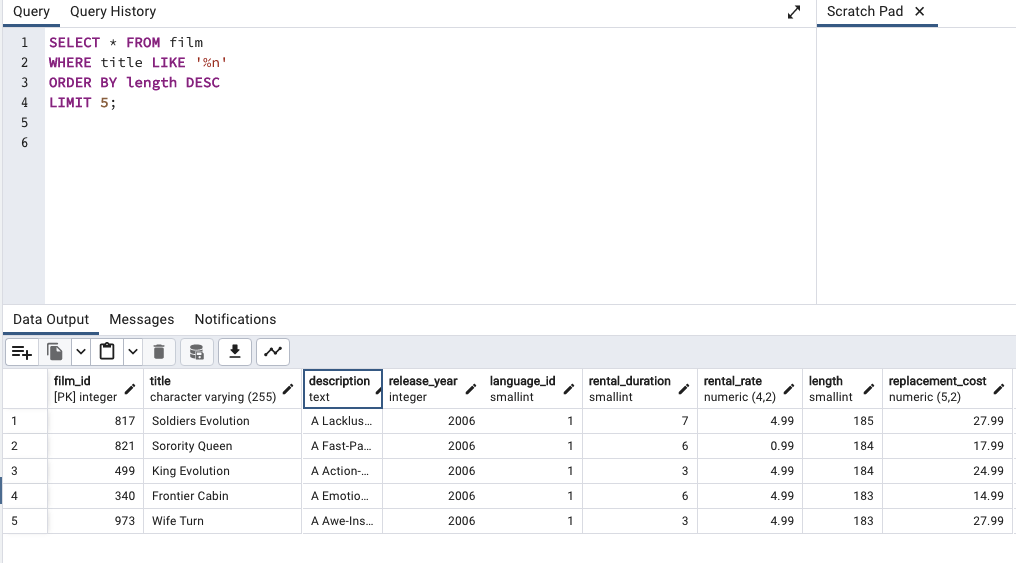 Query Query History Scratch Pad
1 SELECT * FROM film
2 WHERE title LIKE '%n'
3 ORDER BY length DESC
4 LIMIT 5;
5
6
Data Output Messages Notifications
film_id title description release_year language_id rental_duration rental_rate length replacement_cost
[PK] integer character varying (255) text integer smallint smallint numeric (4,2) smallint numeric (5,2)
1 817 Soldiers Evolution A Lacklus... 2006 1 7 4.99 185 27.99
2 821 Sorority Queen A Fast-Pa... 2006 1 6 0.99 184 17.99
3 499 King Evolution A Action-... 2006 1 3 4.99 184 24.99
4 340 Frontier Cabin A Emotio... 2006 1 6 4.99 183 14.99
5 973 Wife Turn A Awe-Ins... 2006 1 3 4.99 183 27.99